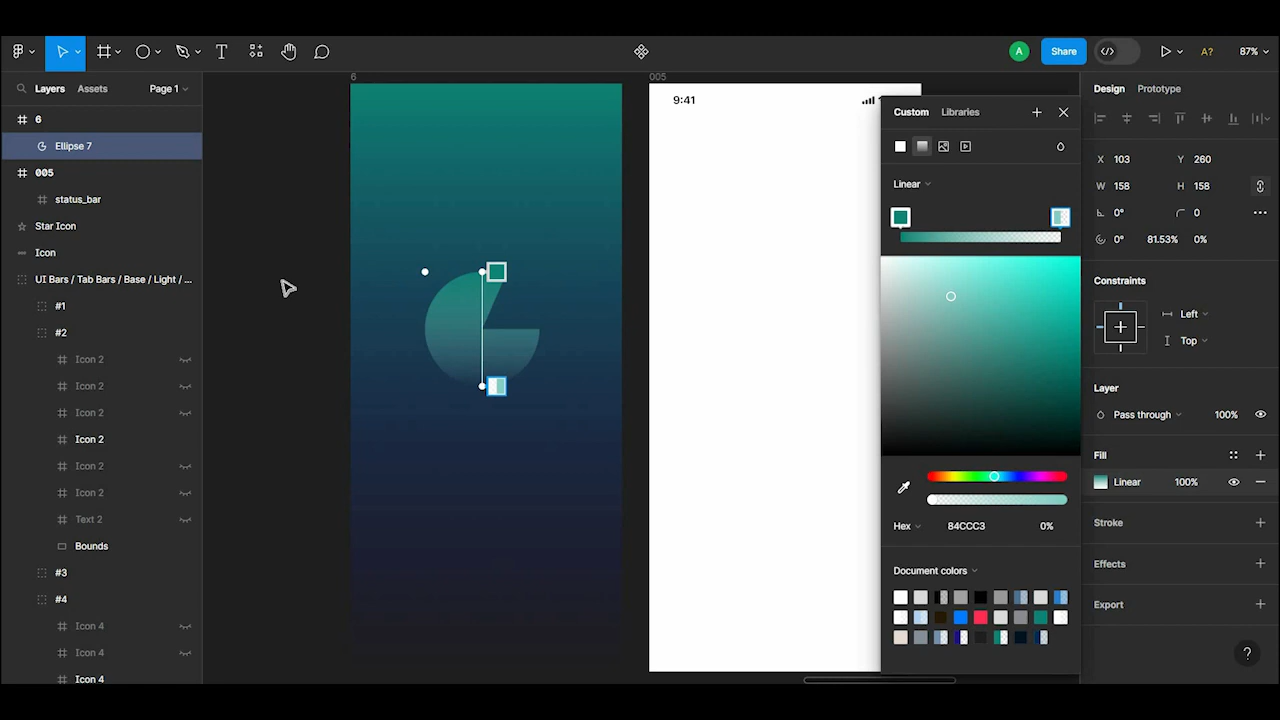 A
Share
A?
87%
Layers
Assets
Page 1
6
Ellipse 7
005
status_bar
Star Icon
Icon
UI Bars / Tab Bars / Base / Light / ...
#1
#2
Icon 2
Icon 2
Icon 2
Icon 2
Icon 2
Icon 2
Text 2
Bounds
#3
#4
Icon 4
Icon 4
Icon 4
6
005
9:41
Custom
Libraries
Linear
Hex
84CCC3
0%
Document colors
Design
Prototype
X 103
Y 260
W 158
H 158
0°
0
0°
81.53%
0%
Constraints
Left
Top
Layer
Pass through
100%
Fill
Linear
100%
Stroke
Effects
Export
?